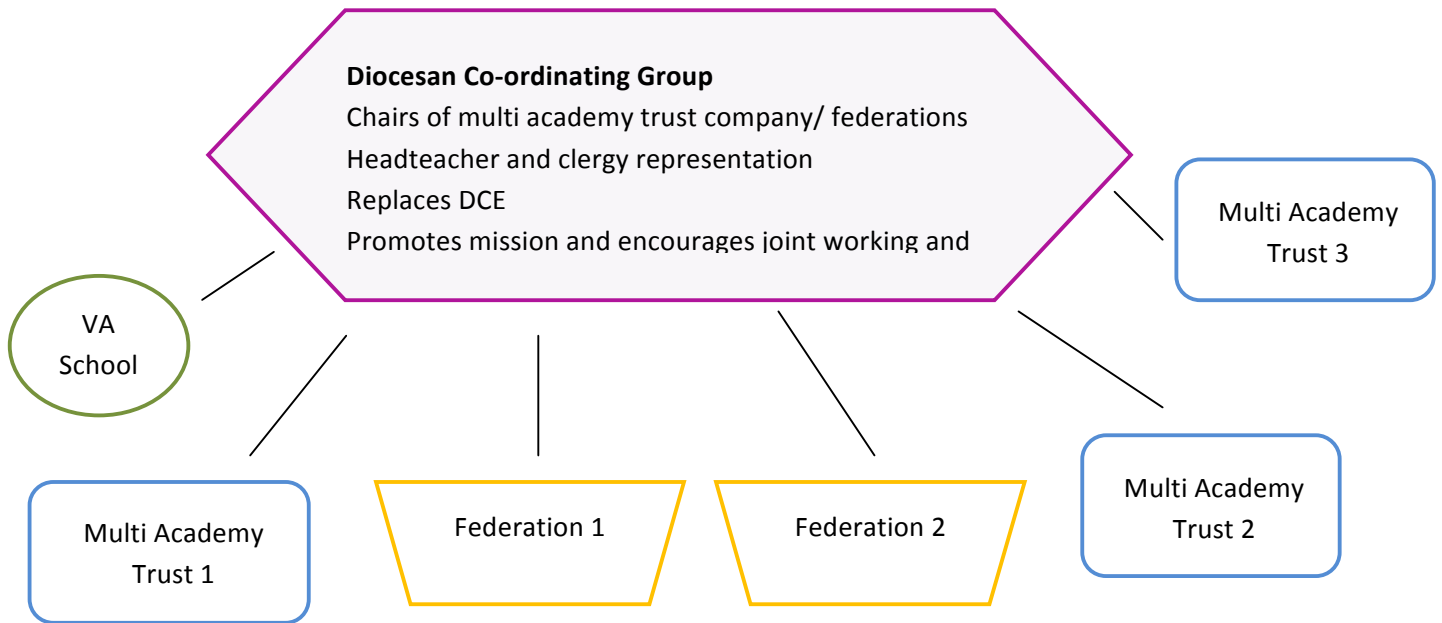 Diocesan Co-ordinating Group
Chairs of multi academy trust company/ federations
Headteacher and clergy representation
Replaces DCE
Promotes mission and encourages joint working and
Multi Academy
Trust 3
VA
School
Multi Academy
Trust 1
Federation 1
Federation 2
Multi Academy
Trust 2